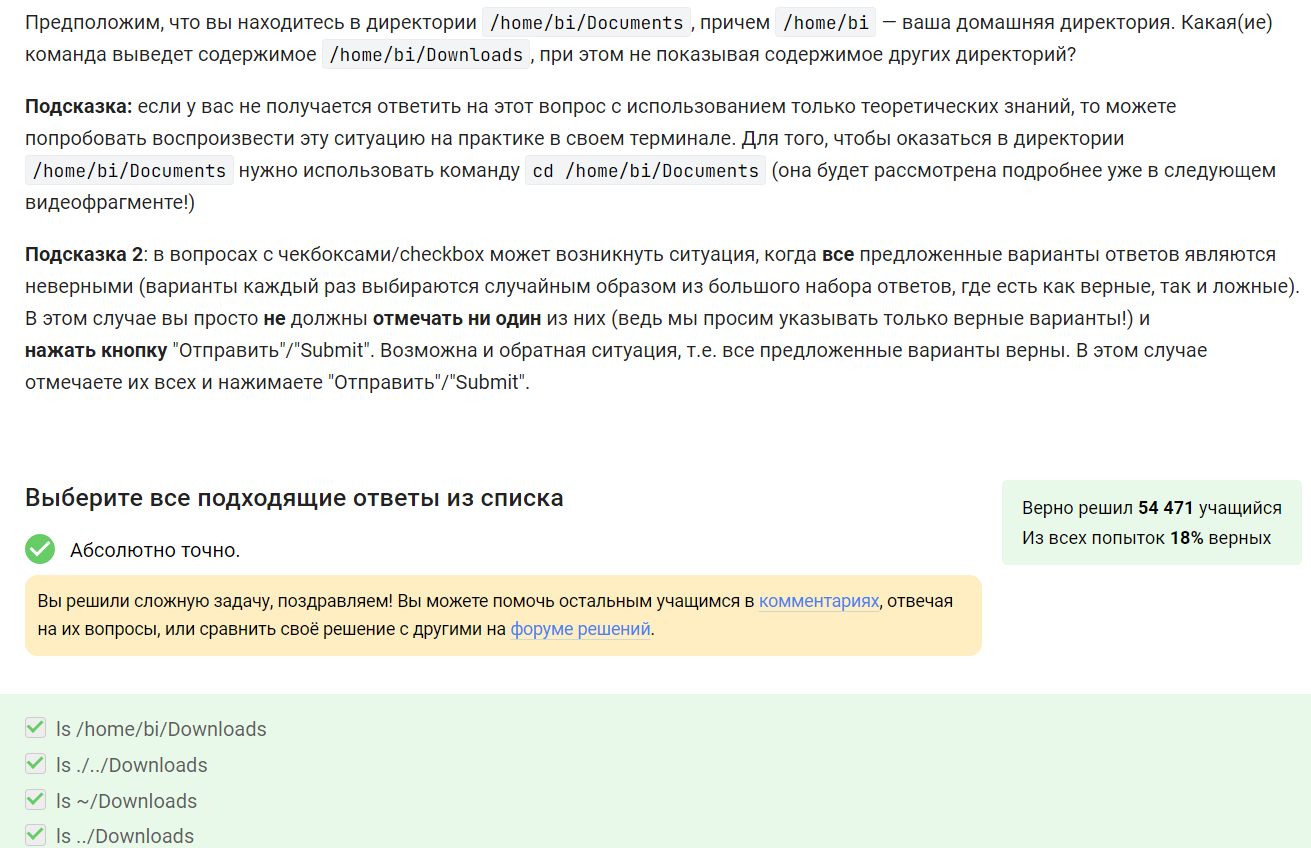 Предположим, что вы находитесь в директории /home/bi/Documents, причем /home/bi — ваша домашняя директория. Какая(ие)
команда выведет содержимое /home/bi/Downloads, при этом не показывая содержимое других директорий?
Подсказка: если у вас не получается ответить на этот вопрос с использованием только теоретических знаний, то можете
попробовать воспроизвести эту ситуацию на практике в своем терминале. Для того, чтобы оказаться в директории
/home/bi/Documents нужно использовать команду cd /home/bi/Documents (она будет рассмотрена подробнее уже в следующем
видеофрагменте!)
Подсказка 2: в вопросах с чекбоксами/checkbox может возникнуть ситуация, когда все предложенные варианты ответов являются
неверными (варианты каждый раз выбираются случайным образом из большого набора ответов, где есть как верные, так и ложные).
В этом случае вы просто не должны отмечать ни один из них (ведь мы просим указывать только верные варианты!) и
нажать кнопку "Отправить"/"Submit". Возможна и обратная ситуация, т.е. все предложенные варианты верны. В этом случае
отмечаете их всех и нажимаете "Отправить"/"Submit".
Выберите все подходящие ответы из списка
Верно решил 54 471 учащийся
Из всех попыток 18% верных
Абсолютно точно.
Вы решили сложную задачу, поздравляем! Вы можете помочь остальным учащимся в комментариях, отвечая
на их вопросы, или сравнить своё решение с другими на форуме решений.
ls /home/bi/Downloads
ls ./../Downloads
ls ~/Downloads
ls ../Downloads